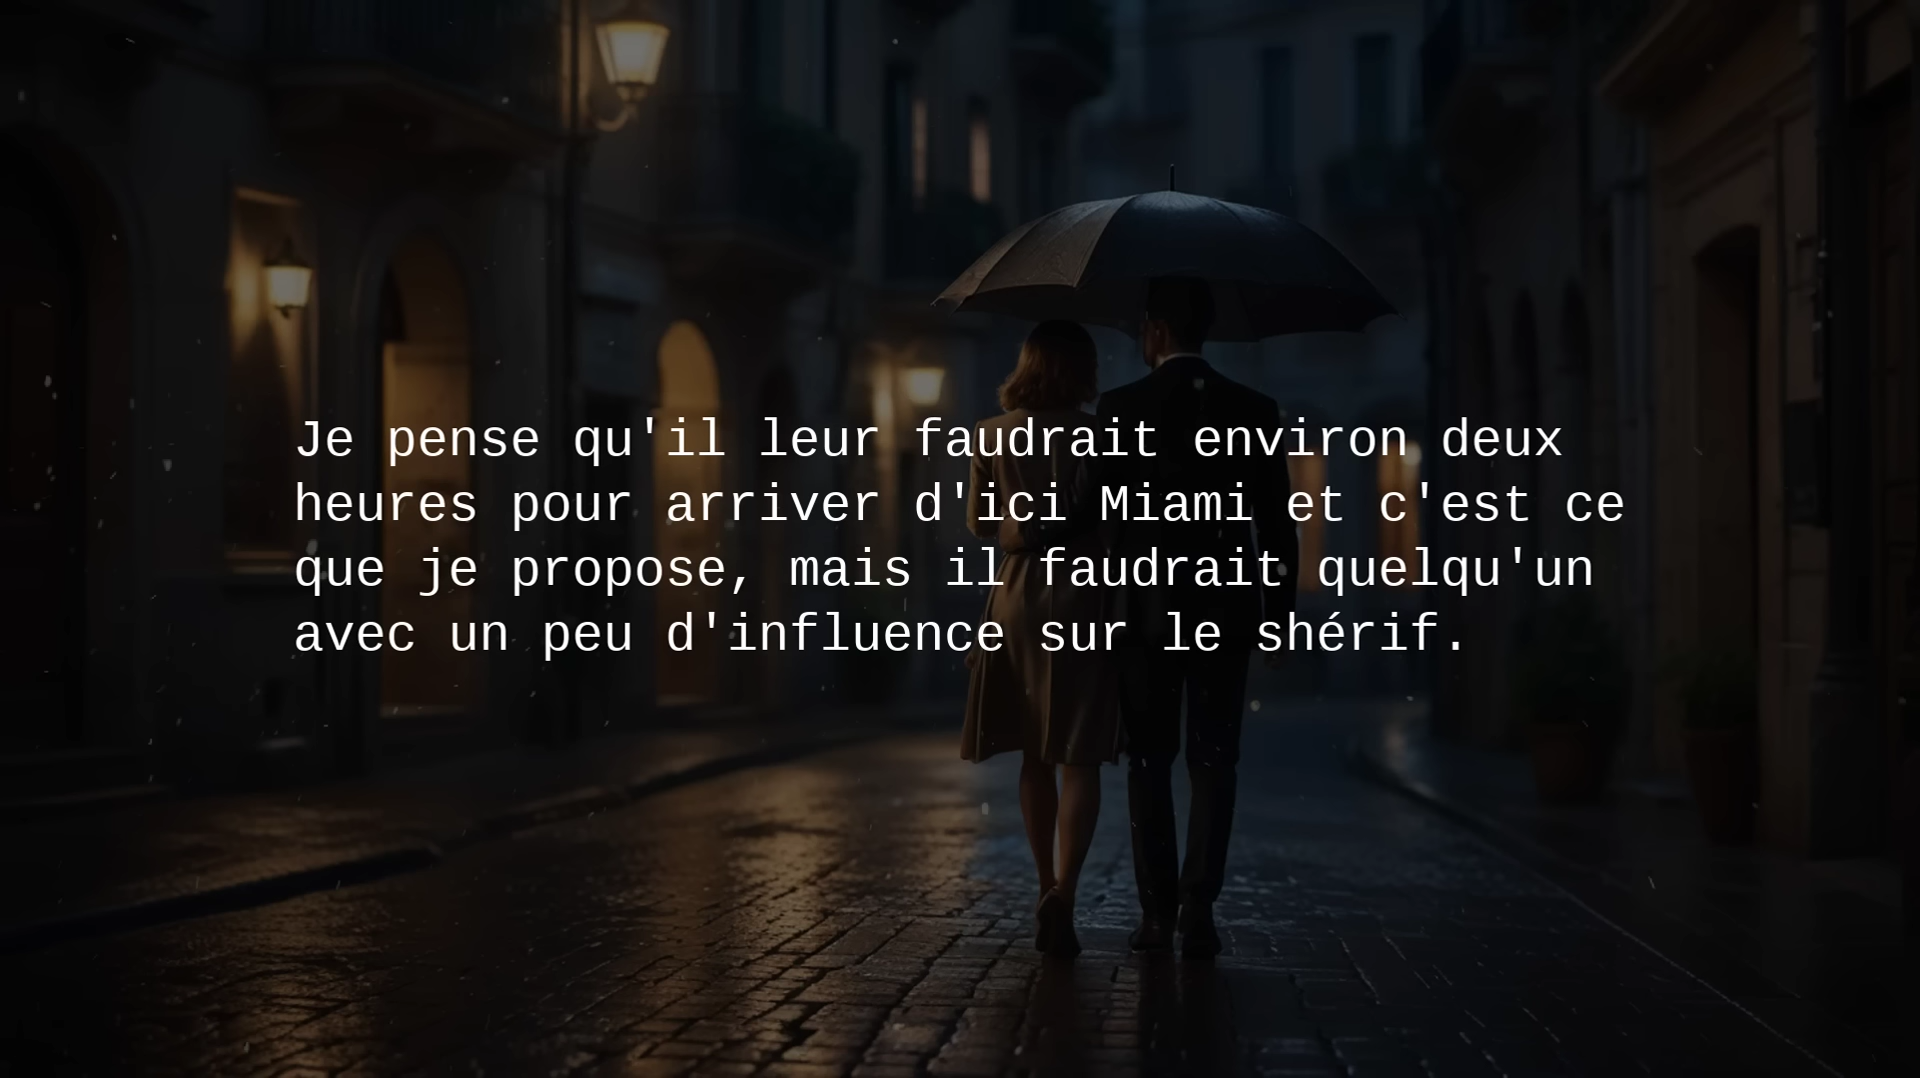 Je pense qu'il leur faudrait environ deux
heures pour arriver d'ici Miami et c'est ce
que je propose, mais il faudrait quelqu'un
avec un peu d'influence sur le shérif.